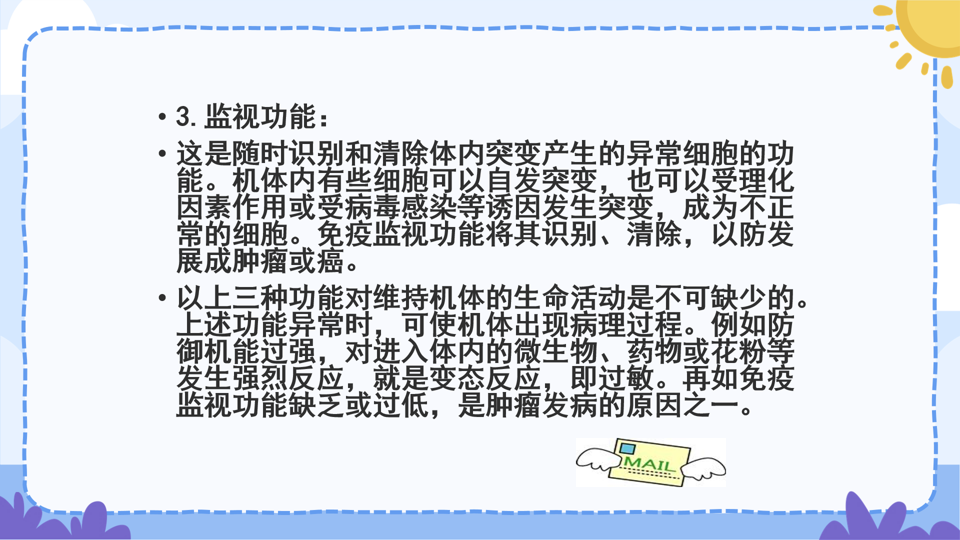 • 3.监视功能：
• 这是随时识别和清除体内突变产生的异常细胞的功
能。机体内有些细胞可以自发突变，也可以受理化
因素作用或受病毒感染等诱因发生突变，成为不正
常的细胞。免疫监视功能将其识别、清除，以防发
展成肿瘤或癌。
• 以上三种功能对维持机体的生命活动是不可缺少的。
上述功能异常时，可使机体出现病理过程。例如防
御机能过强，对进入体内的微生物、药物或花粉等
发生强烈反应，就是变态反应，即过敏。再如免疫
监视功能缺乏或过低，是肿瘤发病的原因之一。
MAIL